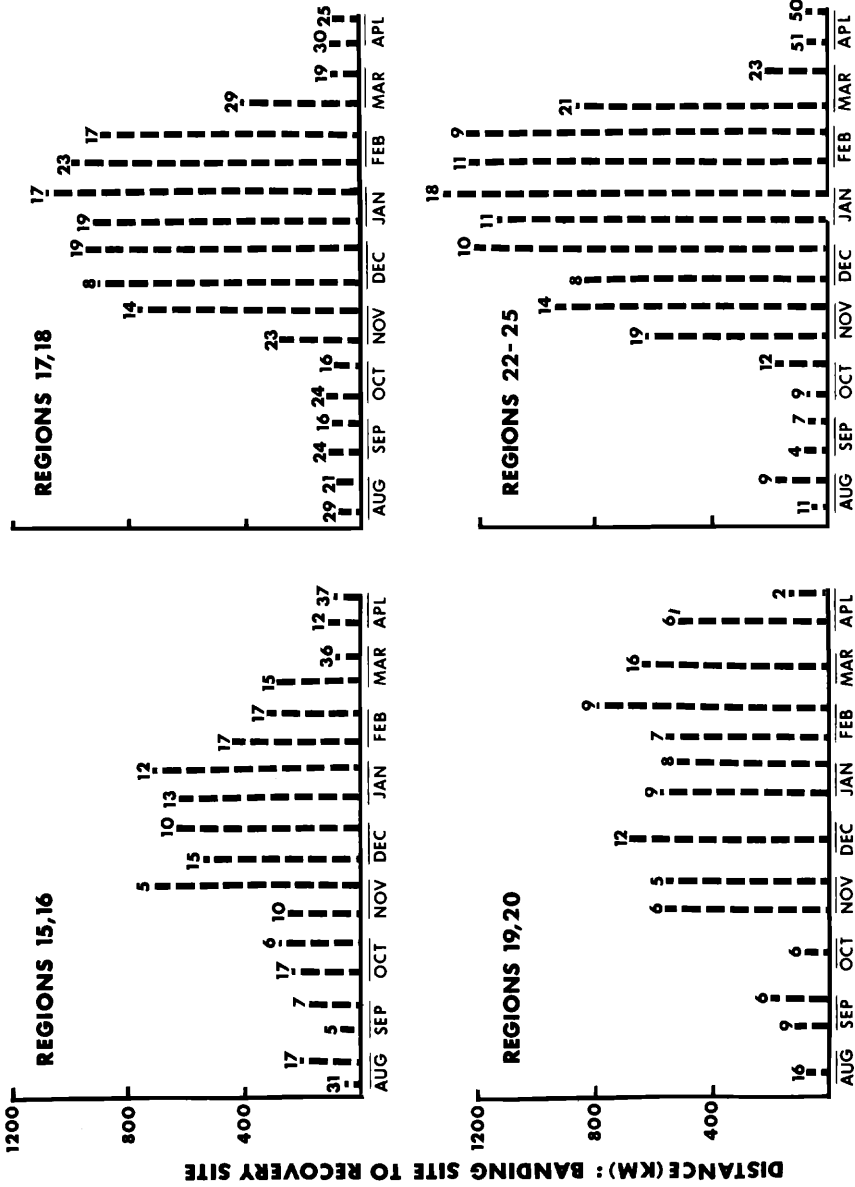 DISTANCE (KM) : BANDING SITE TO RECOVERY SITE
REGIONS 15,16
1200
800
400
31 17 5 7 17 6 10 5 15 10 13 12 17 17 15 36 12 37
AUG SEP OCT NOV DEC JAN FEB MAR APL
REGIONS 17,18
29 21 24 16 24 16 23 14 8 19 19 17 23 17 29 19 30 25
AUG SEP OCT NOV DEC JAN FEB MAR APL
REGIONS 19,20
1200
800
400
16 9 6 6 6 5 12 9 8 7 9 16 6 2
AUG SEP OCT NOV DEC JAN FEB MAR APL
REGIONS 22-25
11 9 4 7 9 12 19 14 8 10 11 18 11 9 21 23 51 50
AUG SEP OCT NOV DEC JAN FEB MAR APL